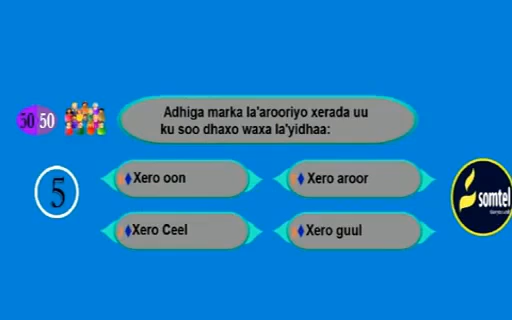 50 50
Adhiga marka la'arooriyo xerada uu
ku soo dhaxo waxa la'yidhaa:
5
Xero oon
Xero aroor
Xero Ceel
Xero guul
somtel